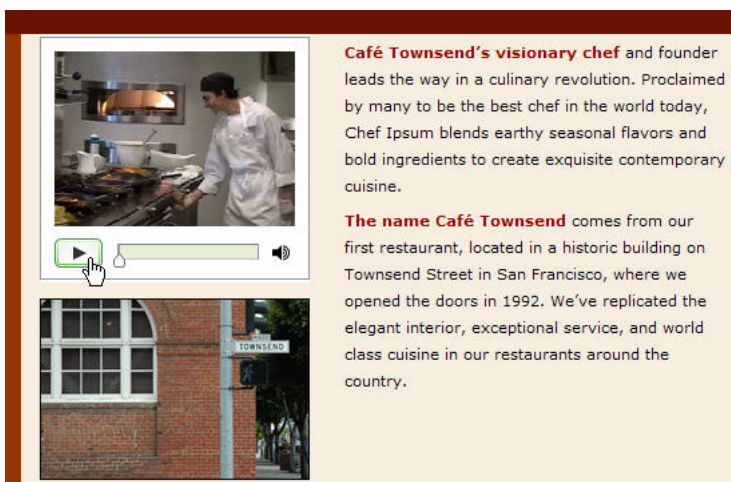 Café Townsend’s visionary chef and founder
leads the way in a culinary revolution. Proclaimed
by many to be the best chef in the world today,
Chef Ipsum blends earthy seasonal flavors and
bold ingredients to create exquisite contemporary
cuisine.
The name Café Townsend comes from our
first restaurant, located in a historic building on
Townsend Street in San Francisco, where we
opened the doors in 1992. We’ve replicated the
elegant interior, exceptional service, and world
class cuisine in our restaurants around the
country.
TOWNSEND